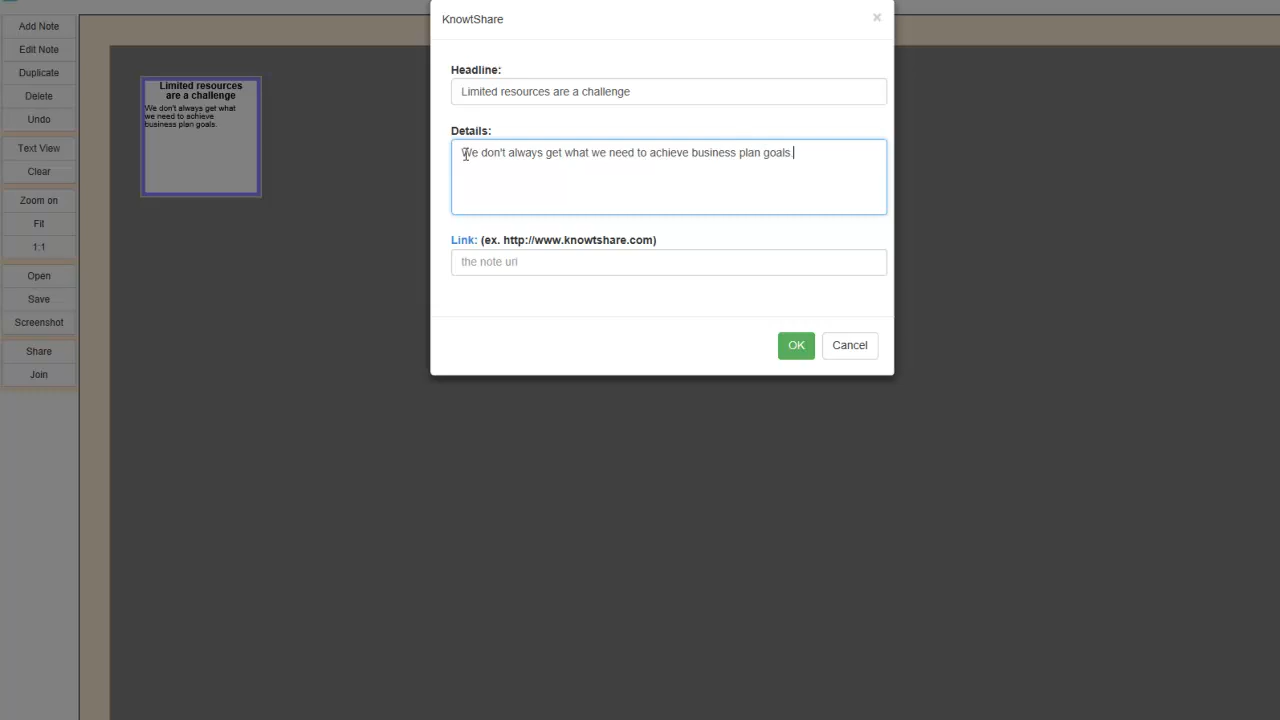 Add Note
Edit Note
Duplicate
Delete
Undo
Text View
Clear
Zoom on
Fit
1:1
Open
Save
Screenshot
Share
Join
Limited resources
are a challenge
We don't always get what
we need to achieve
business plan goals.
KnowtShare
×
Headline:
Limited resources are a challenge
Details:
We don't always get what we need to achieve business plan goals.
Link: (ex. http://www.knowtshare.com)
the note url
OK
Cancel